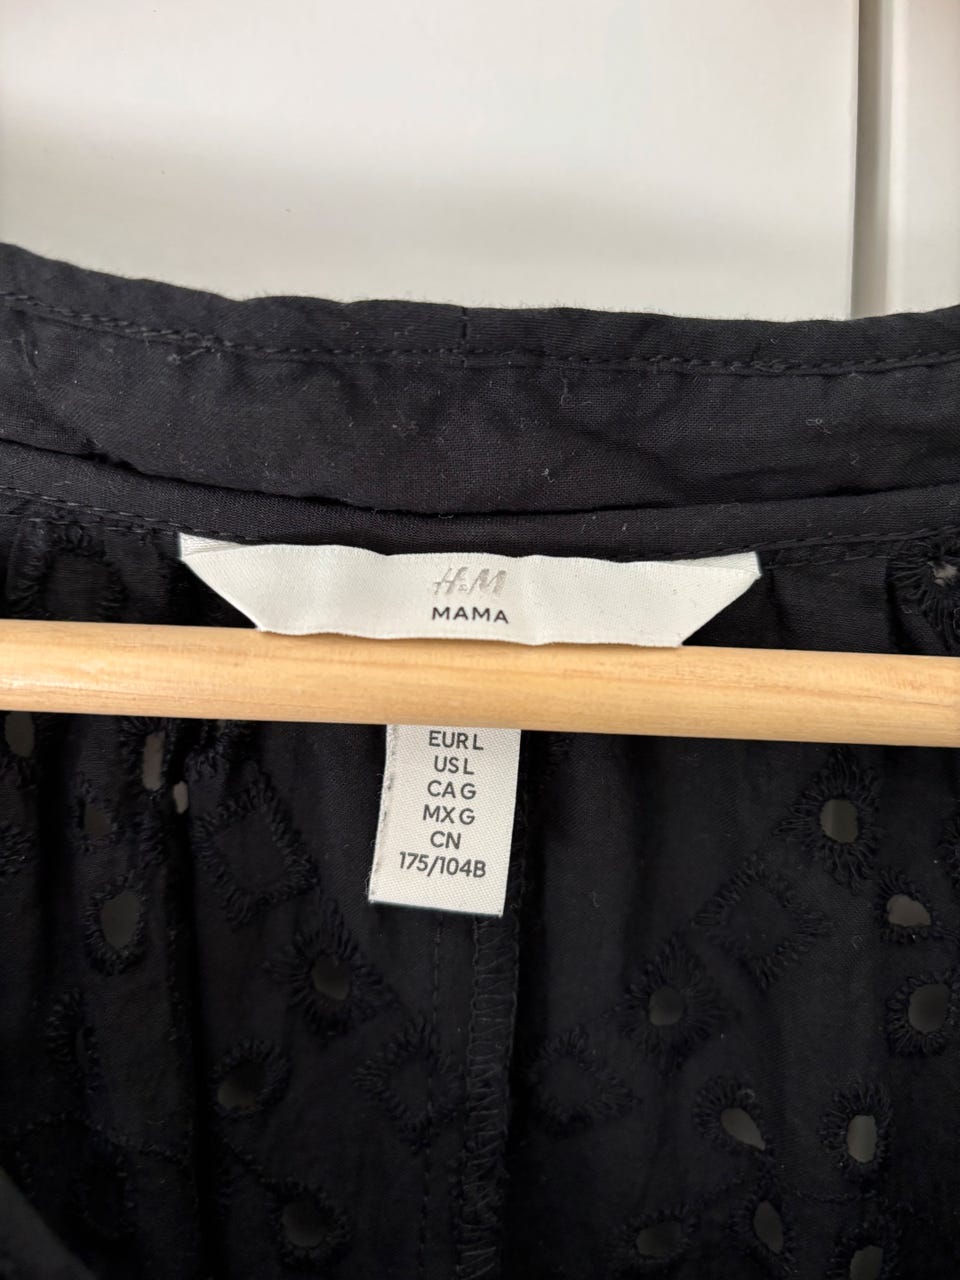 H&M
MAMA
EUR L
US L
CA G
MX G
CN
175/104B